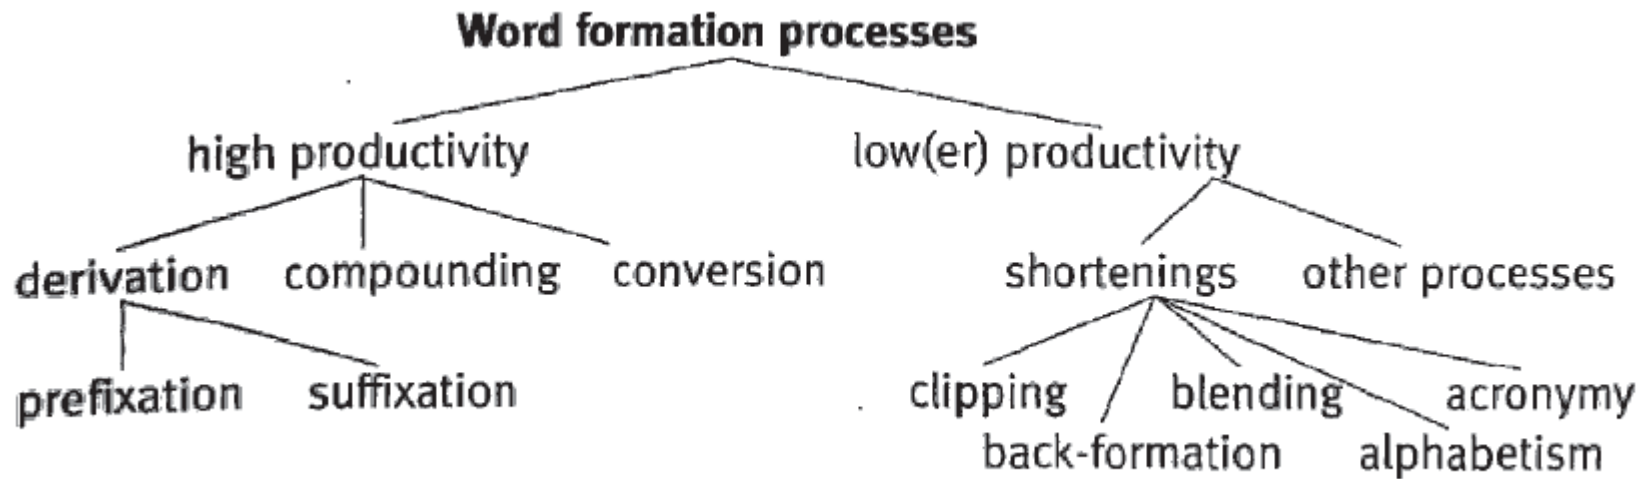 Word formation processes
high productivity low(er) productivity
derivation compounding conversion shortenings other processes
prefixation suffixation clipping blending acronymy
back-formation alphabetism